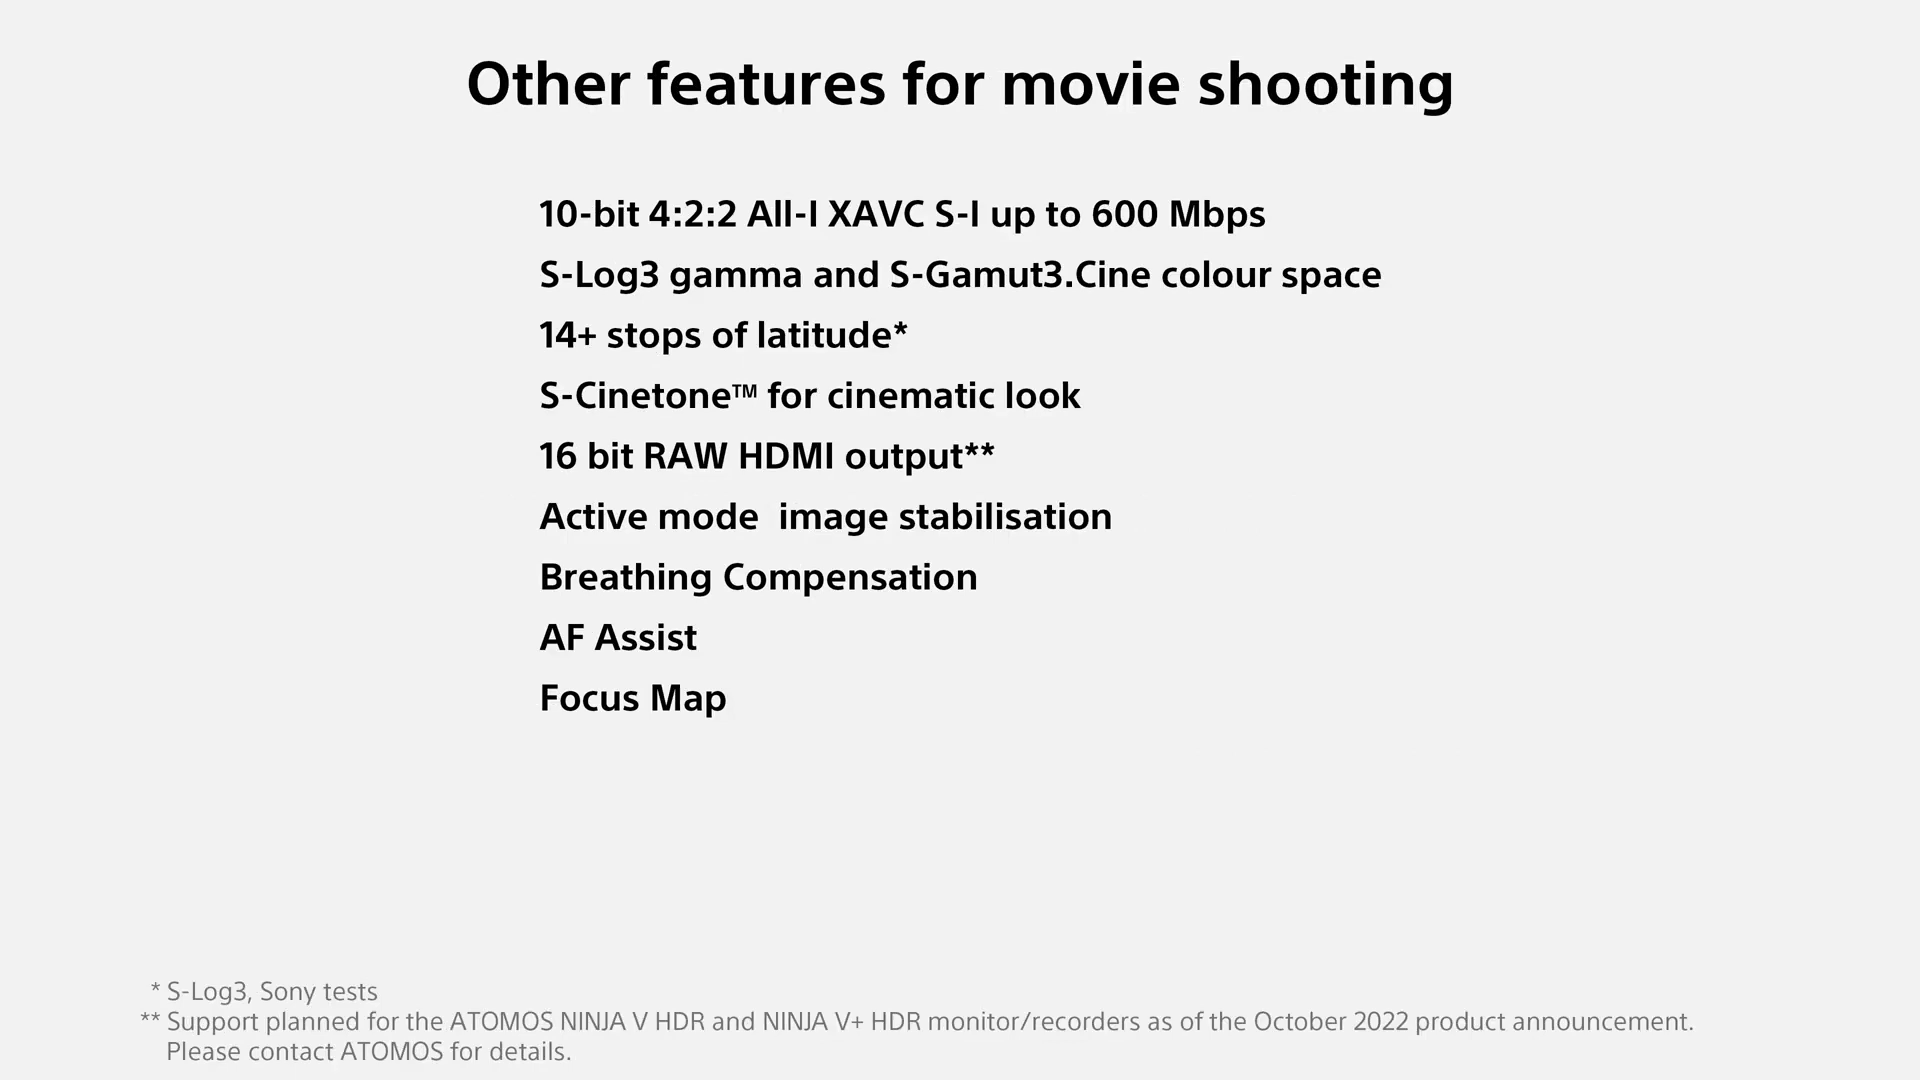 Other features for movie shooting
10-bit 4:2:2 All-I XAVC S-I up to 600 Mbps
S-Log3 gamma and S-Gamut3.Cine colour space
14+ stops of latitude*
S-Cinetone™ for cinematic look
16 bit RAW HDMI output**
Active mode  image stabilisation
Breathing Compensation
AF Assist
Focus Map
* S-Log3, Sony tests
** Support planned for the ATOMOS NINJA V HDR and NINJA V+ HDR monitor/recorders as of the October 2022 product announcement.
Please contact ATOMOS for details.